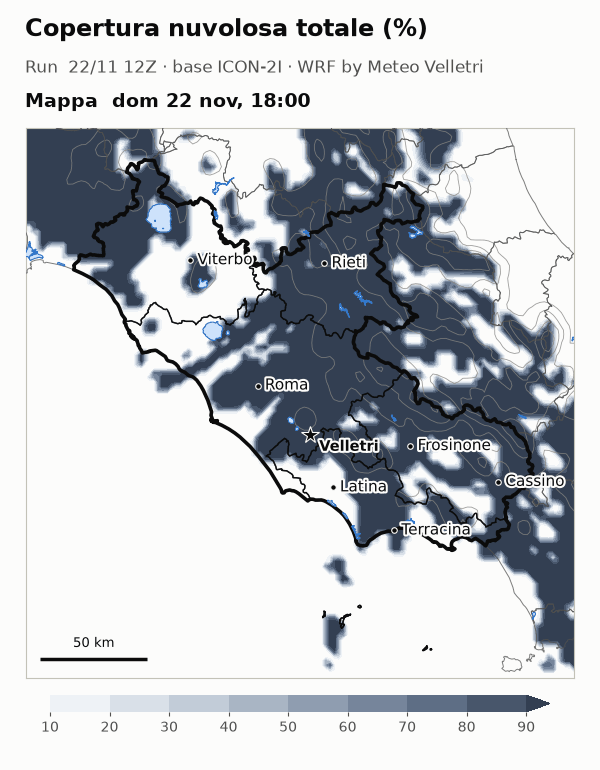 Copertura nuvolosa totale (%)
Run 22/11 12Z · base ICON-2I · WRF by Meteo Velletri
Mappa dom 22 nov, 18:00
Viterbo
Rieti
Roma
Velletri
Frosinone
Latina
Cassino
Terracina
50 km
10 20 30 40 50 60 70 80 90